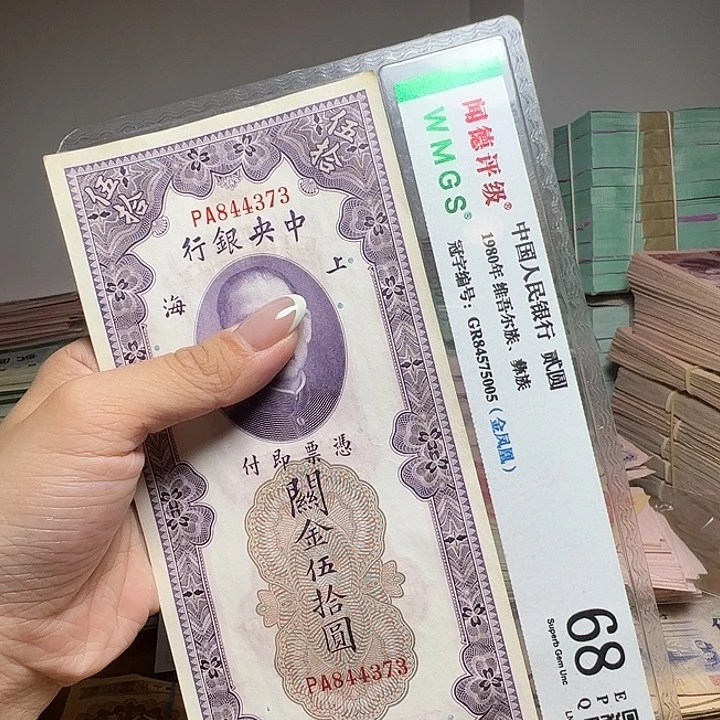 伍拾
伍拾
PA844373
中央銀行
上海
憑票即付
關金伍拾圓
PA844373
闻德评级®
WMGS®
中国人民银行 贰圆
1980年 维吾尔族、彝族
冠字编号：GR84575005（金凤凰）
68
Superb Gem Unc
E
P
Q